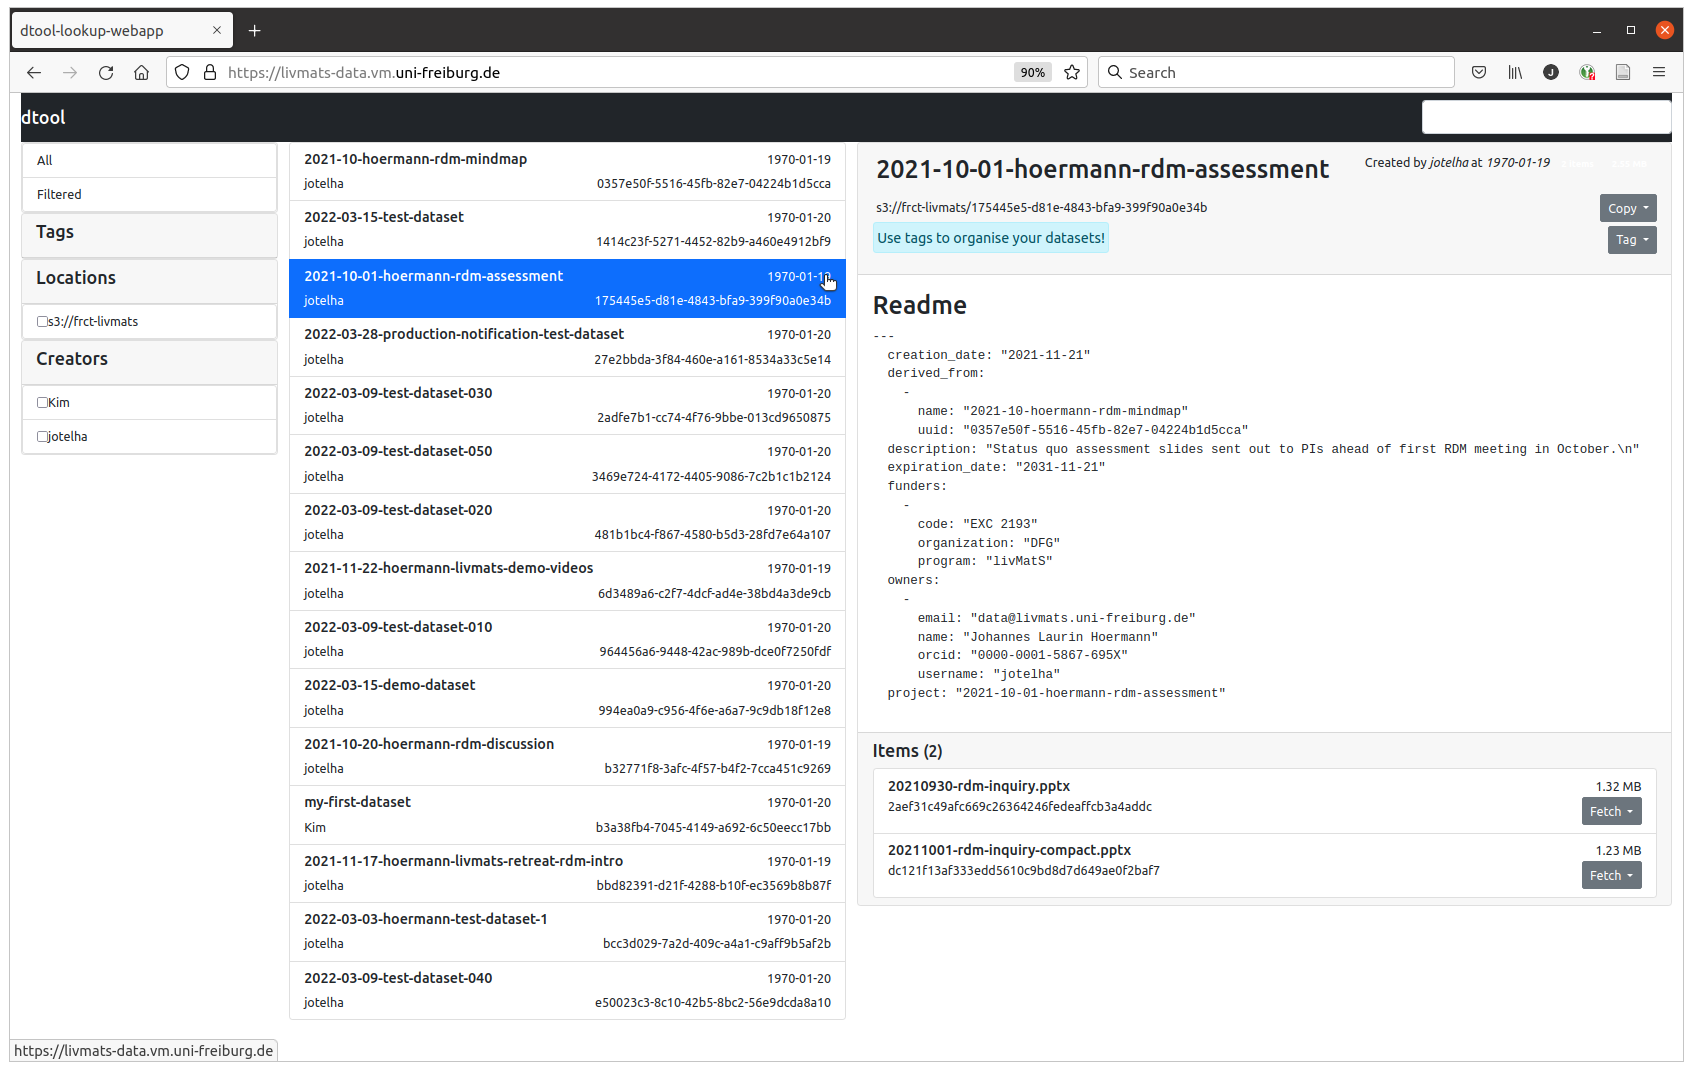 dtool-lookup-webapp
https://livmats-data.vm.uni-freiburg.de
90%
Search
dtool
All
Filtered
Tags
Locations
s3://frct-livmats
Creators
Kim
jotelha
2021-10-hoermann-rdm-mindmap 1970-01-19
jotelha 0357e50f-5516-45fb-82e7-04224b1d5cca
2022-03-15-test-dataset 1970-01-20
jotelha 1414c23f-5271-4452-82b9-a460e4912bf9
2021-10-01-hoermann-rdm-assessment 1970-01-19
jotelha 175445e5-d81e-4843-bfa9-399f90a0e34b
2022-03-28-production-notification-test-dataset 1970-01-20
jotelha 27e2bbda-3f84-460e-a161-8534a33c5e14
2022-03-09-test-dataset-030 1970-01-20
jotelha 2adfe7b1-cc74-4f76-9bbe-013cd9650875
2022-03-09-test-dataset-050 1970-01-20
jotelha 3469e724-4172-4405-9086-7c2b1c1b2124
2022-03-09-test-dataset-020 1970-01-20
jotelha 481b1bc4-f867-4580-b5d3-28fd7e64a107
2021-11-22-hoermann-livmats-demo-videos 1970-01-19
jotelha 6d3489a6-c2f7-4dcf-ad4e-38bd4a3de9cb
2022-03-09-test-dataset-010 1970-01-20
jotelha 964456a6-9448-42ac-989b-dce0f7250fdf
2022-03-15-demo-dataset 1970-01-20
jotelha 994ea0a9-c956-4f6e-a6a7-9c9db18f12e8
2021-10-20-hoermann-rdm-discussion 1970-01-19
jotelha b32771f8-3afc-4f57-b4f2-7cca451c9269
my-first-dataset 1970-01-20
Kim b3a38fb4-7045-4149-a692-6c50eecc17bb
2021-11-17-hoermann-livmats-retreat-rdm-intro 1970-01-19
jotelha bbd82391-d21f-4288-b10f-ec3569b8b87f
2022-03-03-hoermann-test-dataset-1 1970-01-20
jotelha bcc3d029-7a2d-409c-a4a1-c9aff9b5af2b
2022-03-09-test-dataset-040 1970-01-20
jotelha e50023c3-8c10-42b5-8bc2-56e9dcda8a10
2021-10-01-hoermann-rdm-assessment
Created by jotelha at 1970-01-19
s3://frct-livmats/175445e5-d81e-4843-bfa9-399f90a0e34b
Copy
Use tags to organise your datasets!
Tag
Readme
---
creation_date: "2021-11-21"
derived_from:
-
name: "2021-10-hoermann-rdm-mindmap"
uuid: "0357e50f-5516-45fb-82e7-04224b1d5cca"
description: "Status quo assessment slides sent out to PIs ahead of first RDM meeting in October.\n"
expiration_date: "2031-11-21"
funders:
-
code: "EXC 2193"
organization: "DFG"
program: "livMatS"
owners:
-
email: "data@livmats.uni-freiburg.de"
name: "Johannes Laurin Hoermann"
orcid: "0000-0001-5867-695X"
username: "jotelha"
project: "2021-10-01-hoermann-rdm-assessment"
Items (2)
20210930-rdm-inquiry.pptx 1.32 MB
2aef31c49afc669c26364246fedeaffcb3a4addc
Fetch
20211001-rdm-inquiry-compact.pptx 1.23 MB
dc121f13af333edd5610c9bd8d7d649ae0f2baf7
Fetch
https://livmats-data.vm.uni-freiburg.de